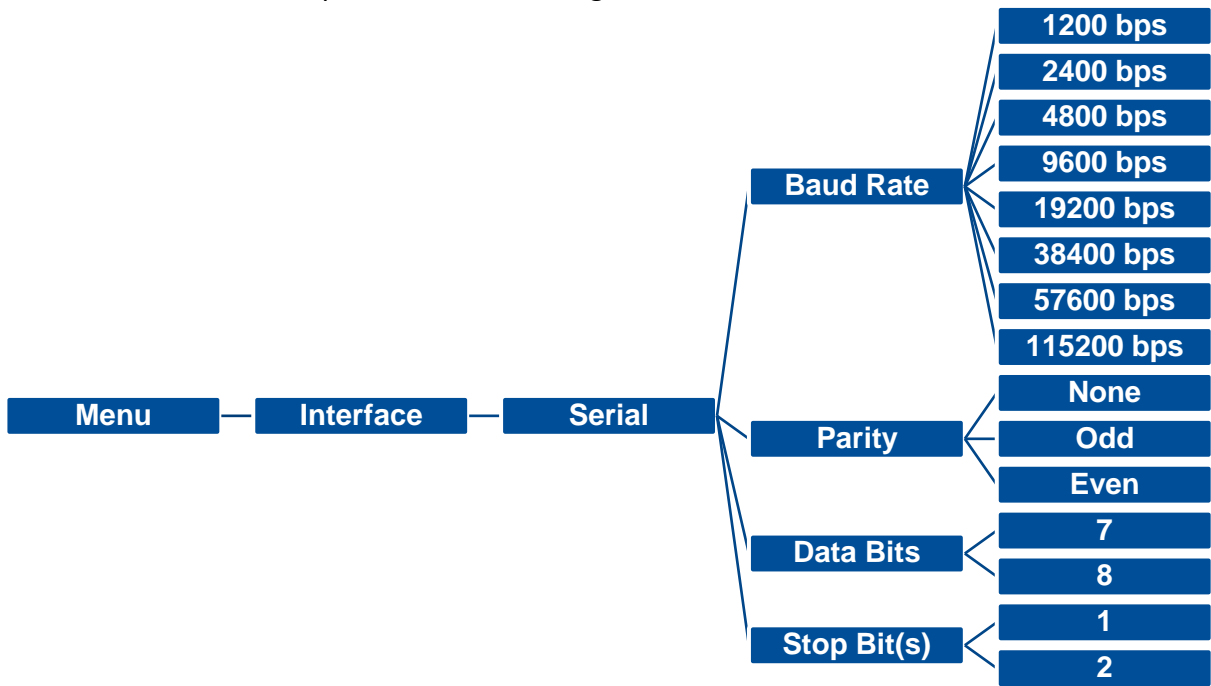 1200 bps
2400 bps
4800 bps
9600 bps
Baud Rate
19200 bps
38400 bps
57600 bps
115200 bps
Menu
Interface
Serial
None
Parity
Odd
Even
Data Bits
7
8
Stop Bit(s)
1
2